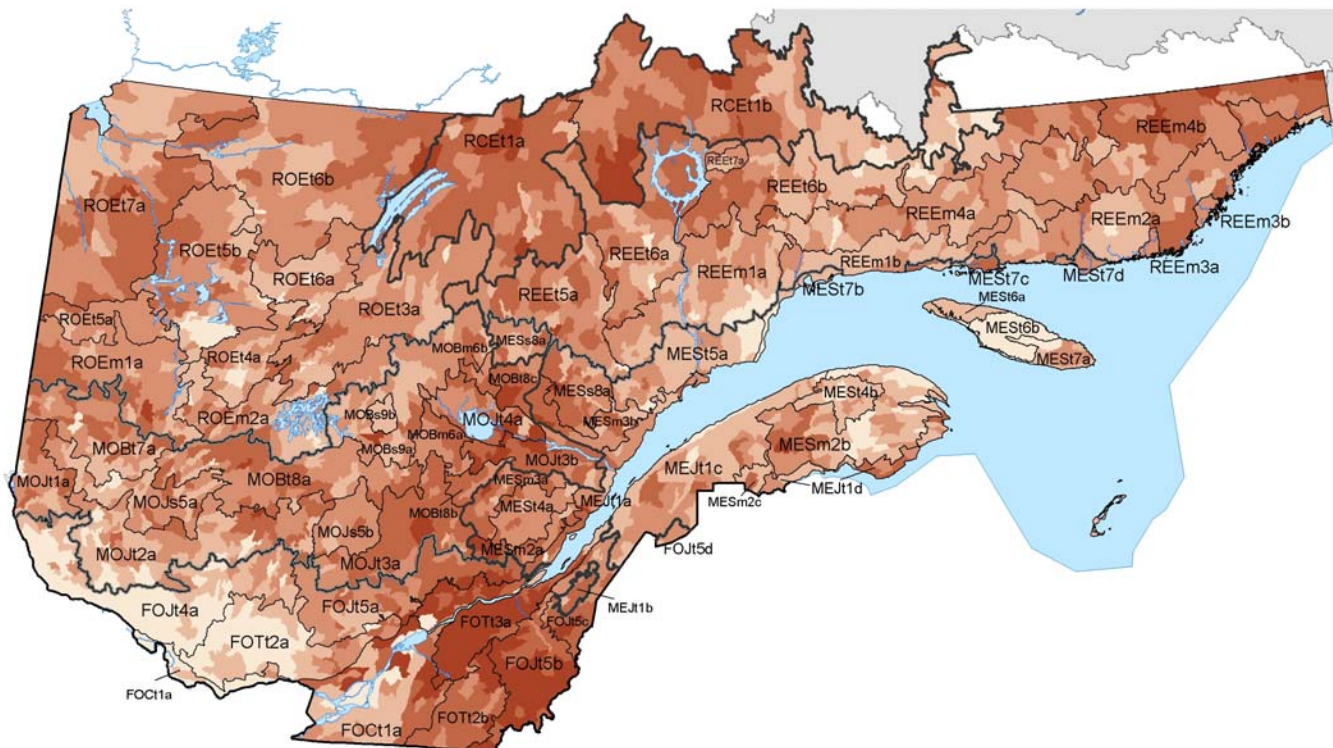 RCEt1b
REEm4b
RCEt1a
REEt7a
ROEt6b
REEt6b
ROEt7a
REEm4a
REEm2a
REEm3b
ROEt5b
REEt6a
ROEt6a
REEm1a
REEm1b
REEm3a
MESt7d
MESt7c
MESt7b
REEt5a
MESt6a
ROEt3a
ROEt5a
MESt6b
MESs8a
MOBm6b
MESt5a
ROEt4a
MESt7a
ROEm1a
MOBt8c
MESs8a
MESt4b
MOBs9b
ROEm2a
MOJt4a
MESm3b
MOBm6a
MESm2b
MOBt7a
MOBs9a
MOJt3b
MEJt1c
MOBt8a
MOJt1a
MESm3a
MEJt1d
MOJs5a
MEJt1a
MESm2c
MESt4a
MOBt8b
MOJs5b
FOJt5d
MESm2a
MOJt2a
MOJt3a
FOJt4a
FOJt5a
MEJt1b
FOTt3a
FOJt5c
FOTt2a
FOJt5b
FOCt1a
FOTt2b
FOCt1a